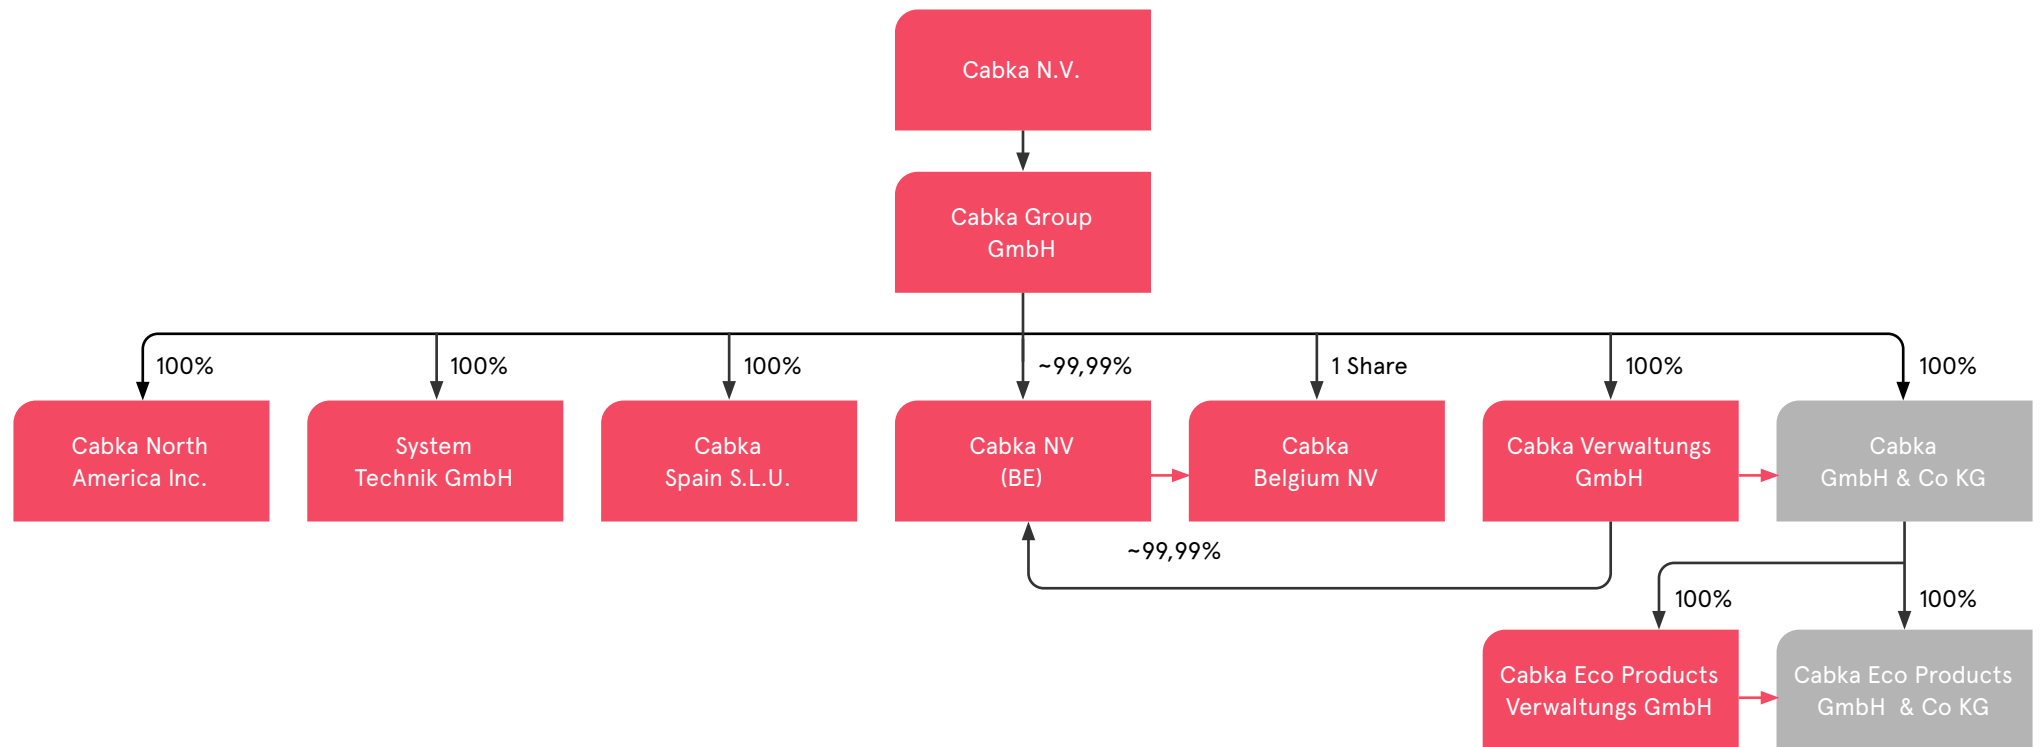 Cabka N.V.
Cabka Group
GmbH
100%
100%
100%
~99,99%
1 Share
100%
100%
Cabka North
America Inc.
System
Technik GmbH
Cabka
Spain S.L.U.
Cabka NV
(BE)
Cabka
Belgium NV
Cabka Verwaltungs
GmbH
Cabka
GmbH & Co KG
~99,99%
100%
100%
Cabka Eco Products
Verwaltungs GmbH
Cabka Eco Products
GmbH & Co KG